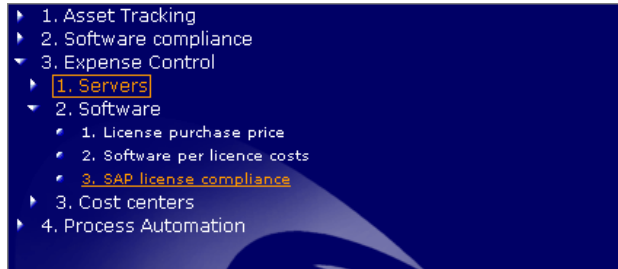 1. Asset Tracking
2. Software compliance
3. Expense Control
1. Servers
2. Software
1. License purchase price
2. Software per licence costs
3. SAP license compliance
3. Cost centers
4. Process Automation